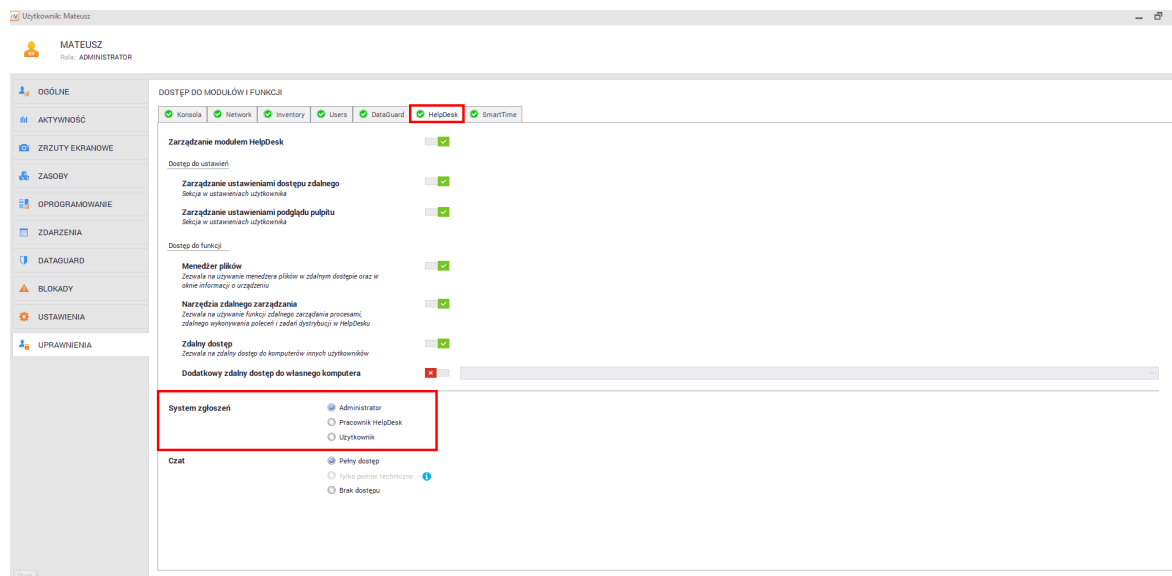 Użytkownik: Mateusz
MATEUSZ
Rola: ADMINISTRATOR
OGÓLNE
AKTYWNOŚĆ
ZRZUTY EKRANOWE
ZASOBY
OPROGRAMOWANIE
ZDARZENIA
DATAGUARD
BLOKADY
USTAWIENIA
UPRAWNIENIA
DOSTĘP DO MODUŁÓW I FUNKCJI
Konsola Network Inventory Users DataGuard HelpDesk SmartTime
Zarządzanie modułem HelpDesk
Dostęp do ustawień
Zarządzanie ustawieniami dostępu zdalnego
Sekcja w ustawieniach użytkownika
Zarządzanie ustawieniami podglądu pulpitu
Sekcja w ustawieniach użytkownika
Dostęp do funkcji
Menedżer plików
Zezwala na używanie menedżera plików w zdalnym dostępie oraz w
oknie informacji o urządzeniu
Narzędzia zdalnego zarządzania
Zezwala na używanie funkcji zdalnego zarządania procesami,
zdalnego wykonywania poleceń i zadań dystrybucji w HelpDesku
Zdalny dostęp
Zezwala na zdalny dostęp do komputerów innych użytkowników
Dodatkowy zdalny dostęp do własnego komputera
System zgłoszeń
Administrator
Pracownik HelpDesk
Użytkownik
Czat
Pełny dostęp
Tylko pomoc techniczna
Brak dostępu